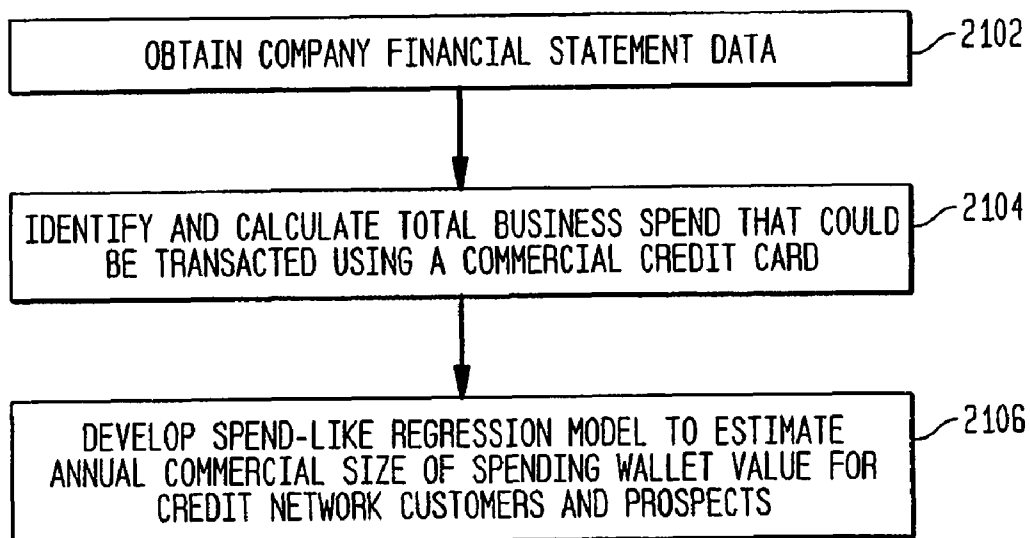 OBTAIN COMPANY FINANCIAL STATEMENT DATA
2102
IDENTIFY AND CALCULATE TOTAL BUSINESS SPEND THAT COULD
BE TRANSACTED USING A COMMERCIAL CREDIT CARD
2104
DEVELOP SPEND-LIKE REGRESSION MODEL TO ESTIMATE
ANNUAL COMMERCIAL SIZE OF SPENDING WALLET VALUE FOR
CREDIT NETWORK CUSTOMERS AND PROSPECTS
2106